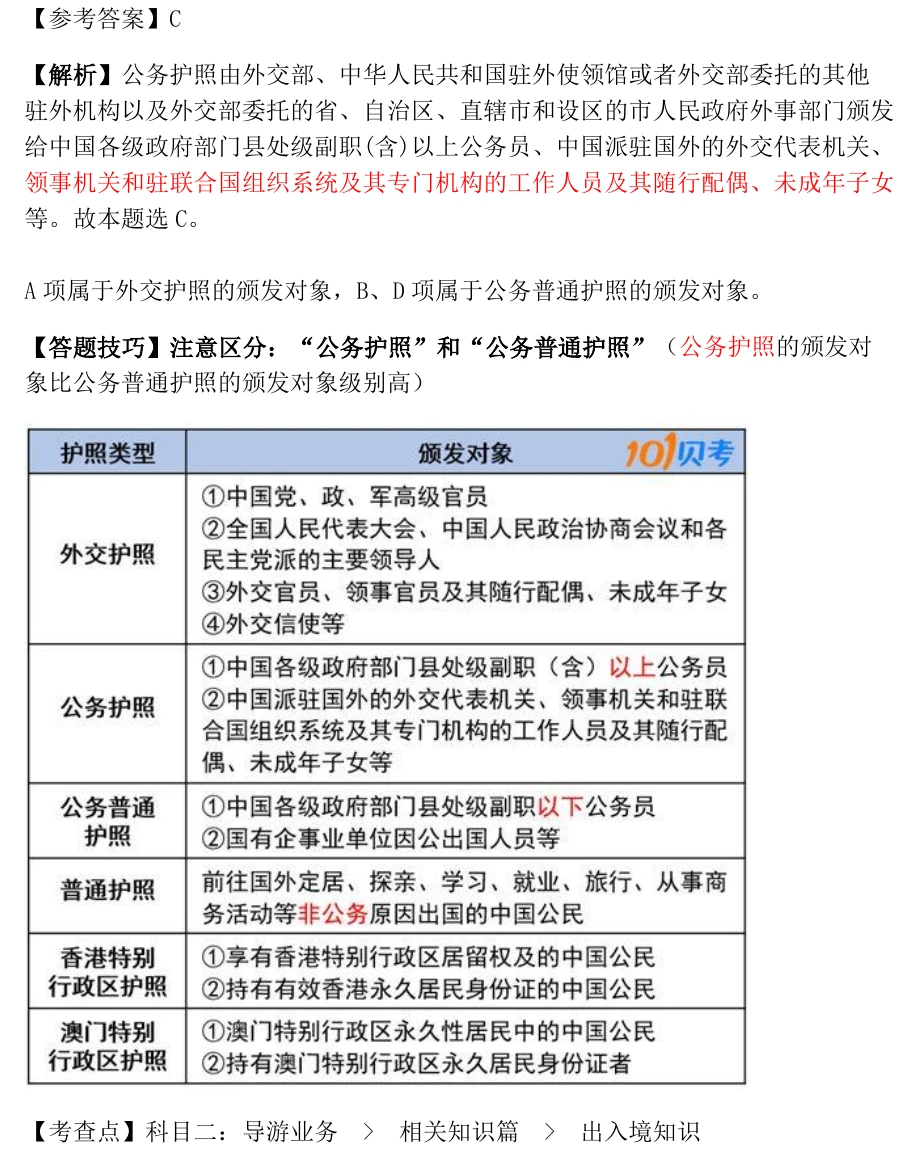 【参考答案】C
【解析】公务护照由外交部、中华人民共和国驻外使领馆或者外交部委托的其他
驻外机构以及外交部委托的省、自治区、直辖市和设区的市人民政府外事部门颁发
给中国各级政府部门县处级副职(含)以上公务员、中国派驻国外的外交代表机关、
领事机关和驻联合国组织系统及其专门机构的工作人员及其随行配偶、未成年子女
等。故本题选 C。
A 项属于外交护照的颁发对象，B、D 项属于公务普通护照的颁发对象。
【答题技巧】注意区分：“公务护照”和“公务普通护照”（公务护照的颁发对
象比公务普通护照的颁发对象级别高）
护照类型 颁发对象 101贝考
外交护照
①中国党、政、军高级官员
②全国人民代表大会、中国人民政治协商会议和各
民主党派的主要领导人
③外交官员、领事官员及其随行配偶、未成年子女
④外交信使等
公务护照
①中国各级政府部门县处级副职（含）以上公务员
②中国派驻国外的外交代表机关、领事机关和驻联
合国组织系统及其专门机构的工作人员及其随行配
偶、未成年子女等
公务普通
护照
①中国各级政府部门县处级副职以下公务员
②国有企事业单位因公出国人员等
普通护照
前往国外定居、探亲、学习、就业、旅行、从事商
务活动等非公务原因出国的中国公民
香港特别
行政区护照
①享有香港特别行政区居留权及的中国公民
②持有有效香港永久居民身份证的中国公民
澳门特别
行政区护照
①澳门特别行政区永久性居民中的中国公民
②持有澳门特别行政区永久居民身份证者
【考查点】科目二：导游业务 > 相关知识篇 > 出入境知识